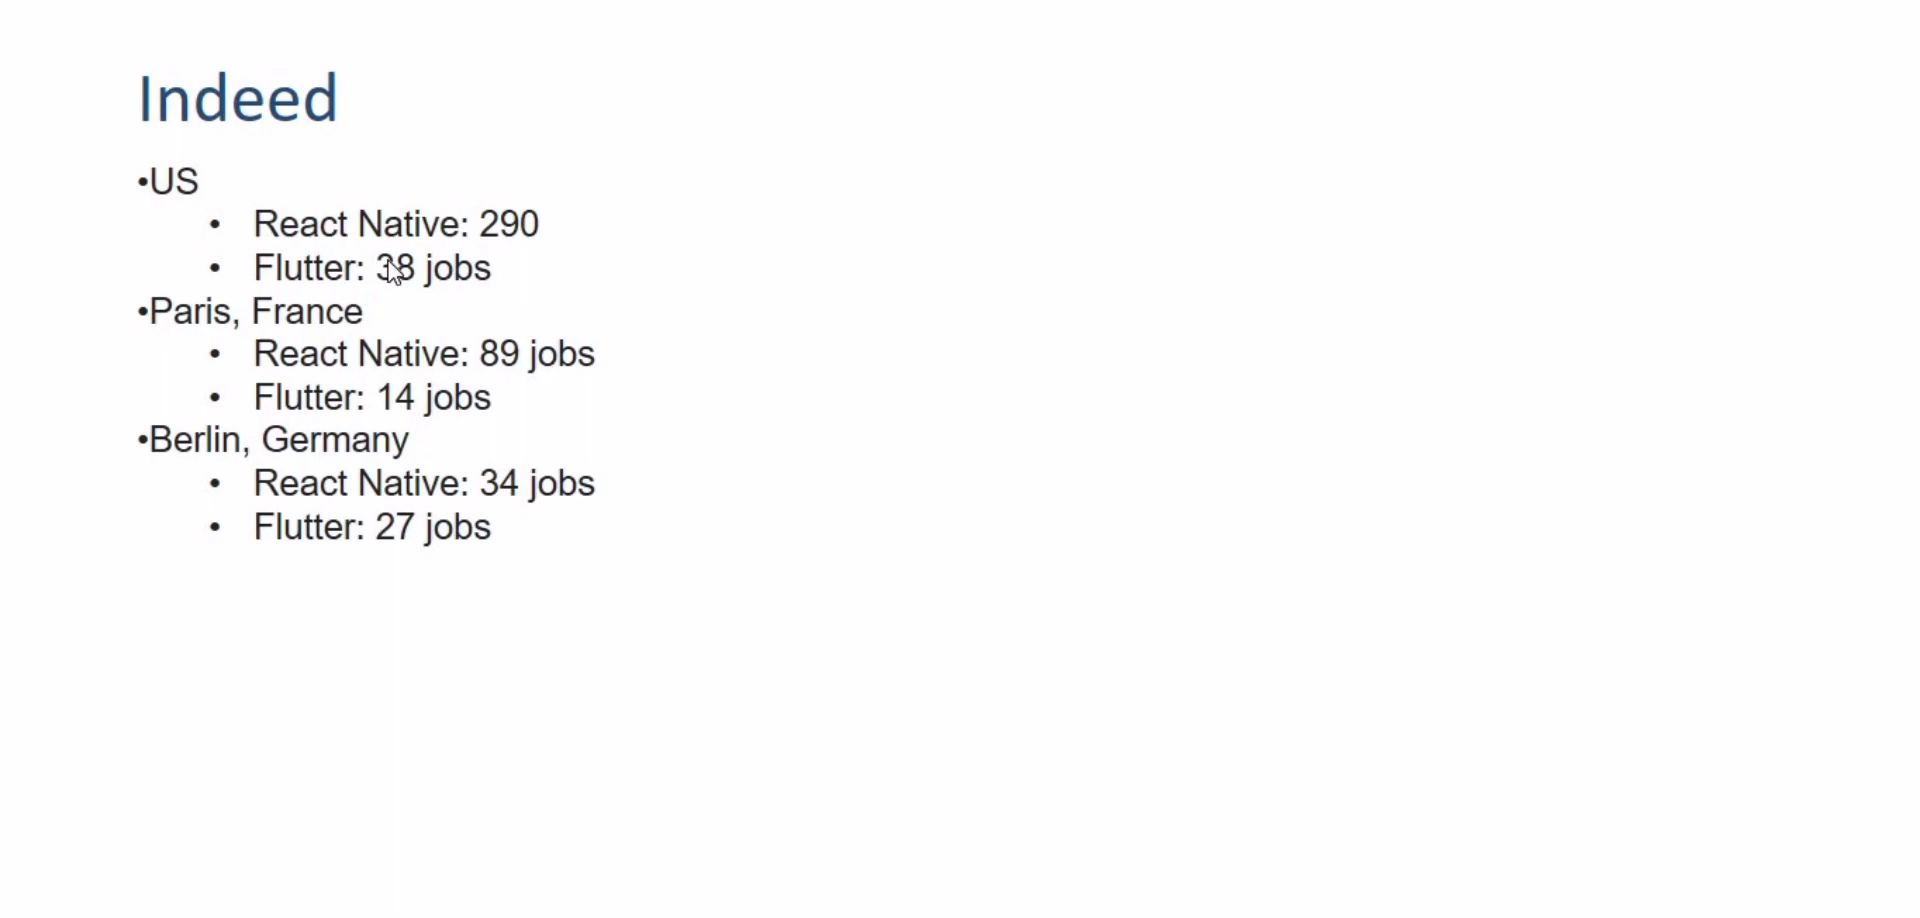 Indeed
•US
• React Native: 290
• Flutter: 38 jobs
•Paris, France
• React Native: 89 jobs
• Flutter: 14 jobs
•Berlin, Germany
• React Native: 34 jobs
• Flutter: 27 jobs